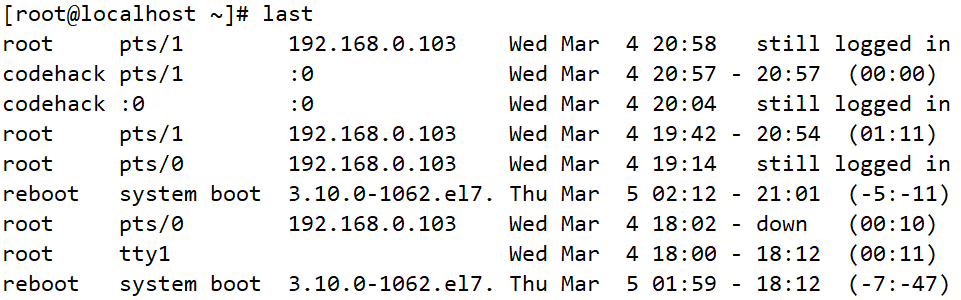 [root@localhost ~]# last
root     pts/1        192.168.0.103    Wed Mar  4 20:58   still logged in
codehack pts/1        :0               Wed Mar  4 20:57 - 20:57  (00:00)
codehack :0           :0               Wed Mar  4 20:04   still logged in
root     pts/1        192.168.0.103    Wed Mar  4 19:42 - 20:54  (01:11)
root     pts/0        192.168.0.103    Wed Mar  4 19:14   still logged in
reboot   system boot  3.10.0-1062.el7. Thu Mar  5 02:12 - 21:01  (-5:-11)
root     pts/0        192.168.0.103    Wed Mar  4 18:02 - down   (00:10)
root     tty1                          Wed Mar  4 18:00 - 18:12  (00:11)
reboot   system boot  3.10.0-1062.el7. Thu Mar  5 01:59 - 18:12  (-7:-47)